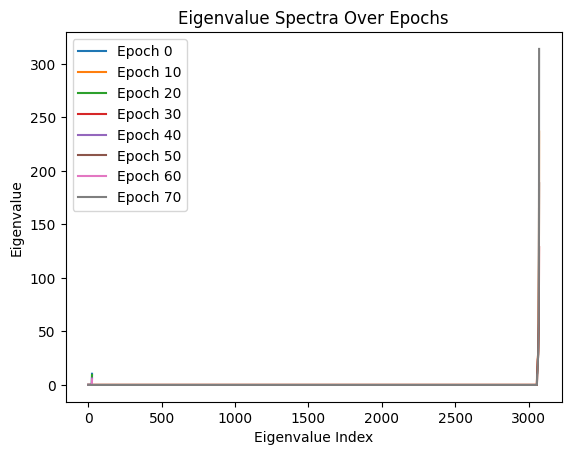 Eigenvalue Spectra Over Epochs
Epoch 0
Epoch 10
Epoch 20
Epoch 30
Epoch 40
Epoch 50
Epoch 60
Epoch 70
300
250
200
150
100
50
0
Eigenvalue
0 500 1000 1500 2000 2500 3000
Eigenvalue Index